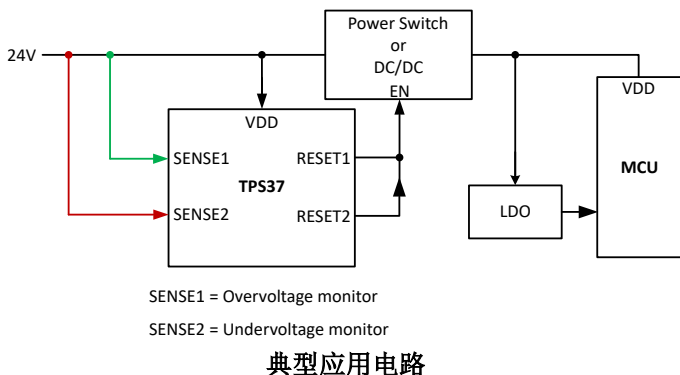 Power Switch
or
DC/DC
EN
24V
VDD
VDD
SENSE1
RESET1
TPS37
MCU
SENSE2
RESET2
LDO
SENSE1 = Overvoltage monitor
SENSE2 = Undervoltage monitor
典型应用电路